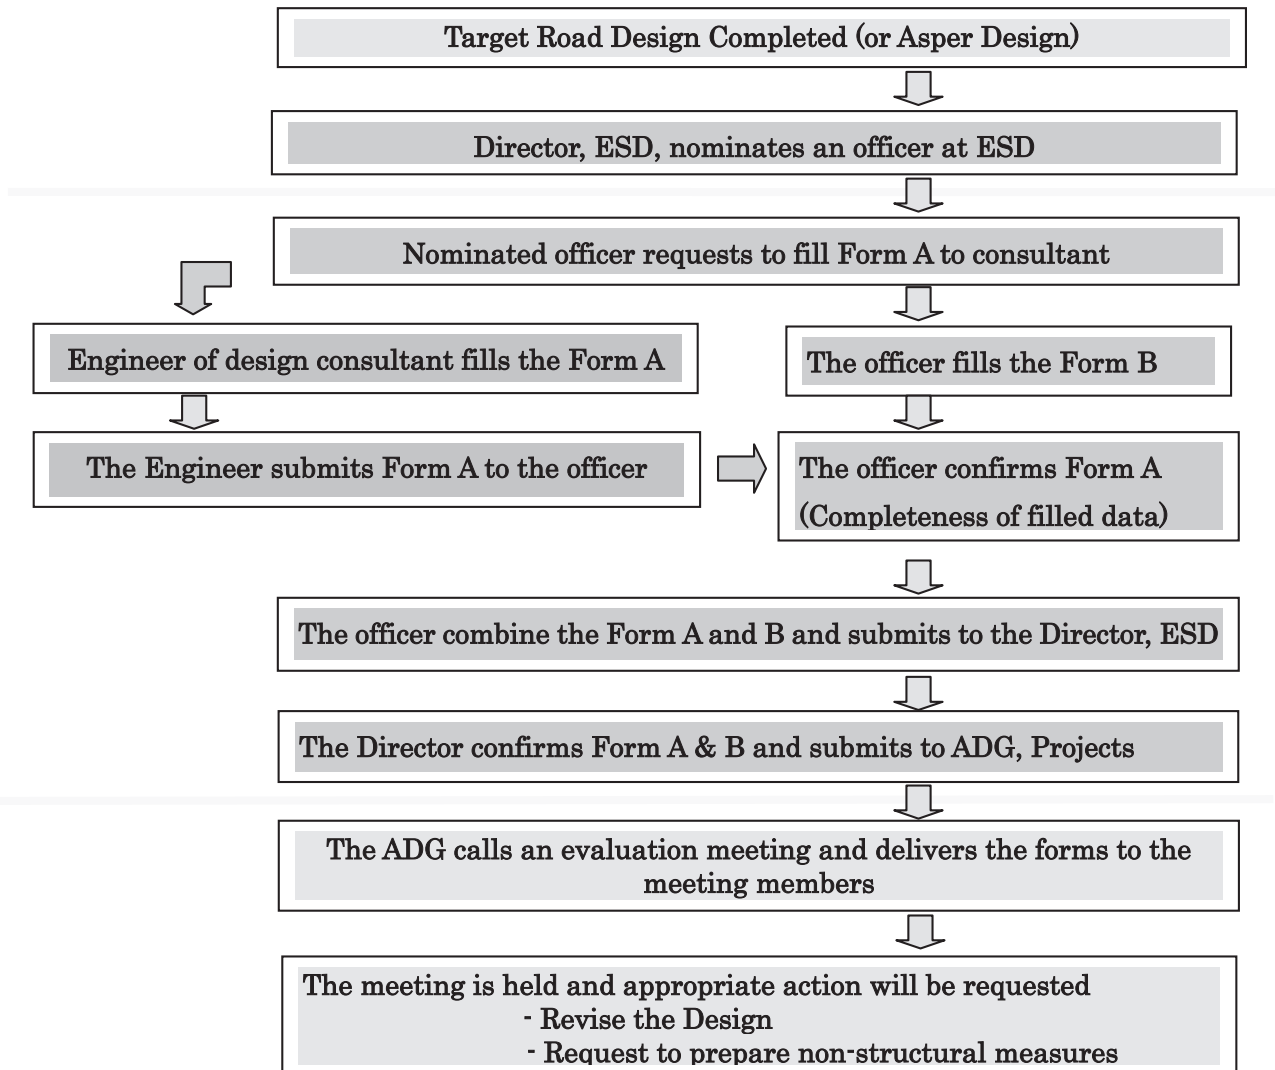 Target Road Design Completed (or Asper Design)
Director, ESD, nominates an officer at ESD
Nominated officer requests to fill Form A to consultant
Engineer of design consultant fills the Form A
The officer fills the Form B
The Engineer submits Form A to the officer
The officer confirms Form A
(Completeness of filled data)
The officer combine the Form A and B and submits to the Director, ESD
The Director confirms Form A & B and submits to ADG, Projects
The ADG calls an evaluation meeting and delivers the forms to the
meeting members
The meeting is held and appropriate action will be requested
- Revise the Design
- Request to prepare non-structural measures